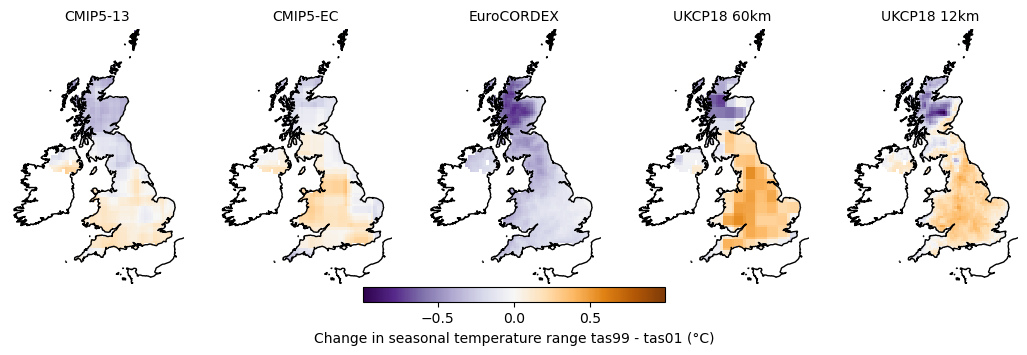 CMIP5-13 CMIP5-EC EuroCORDEX UKCP18 60km UKCP18 12km
−0.5 0.0 0.5
Change in seasonal temperature range tas99 - tas01 (°C)